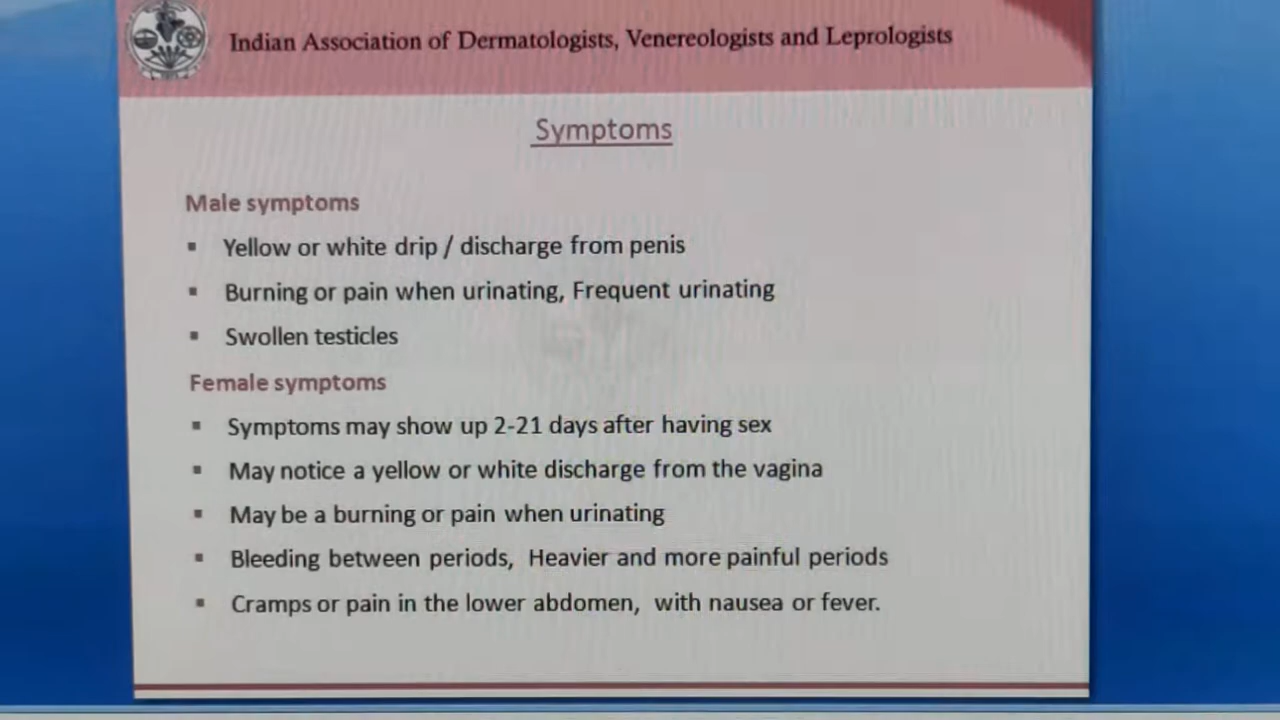 Indian Association of Dermatologists, Venereologists and Leprologists
Symptoms
Male symptoms
▪ Yellow or white drip / discharge from penis
▪ Burning or pain when urinating, Frequent urinating
▪ Swollen testicles
Female symptoms
▪ Symptoms may show up 2-21 days after having sex
▪ May notice a yellow or white discharge from the vagina
▪ May be a burning or pain when urinating
▪ Bleeding between periods, Heavier and more painful periods
▪ Cramps or pain in the lower abdomen, with nausea or fever.